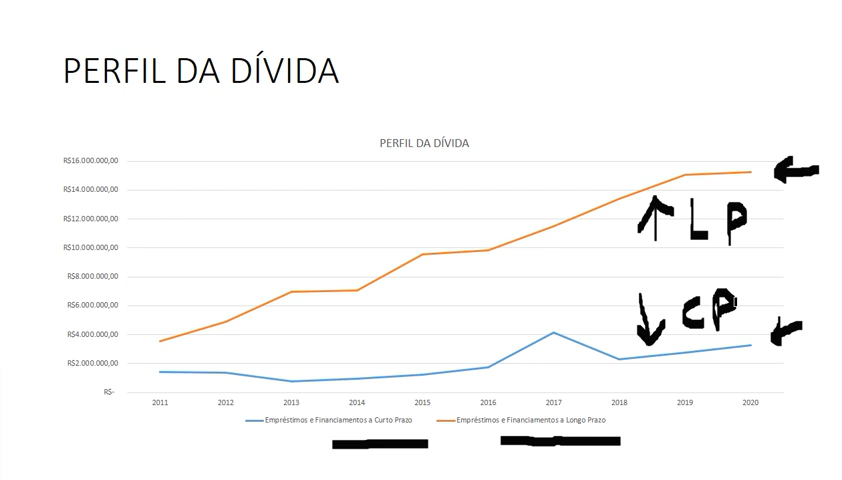 PERFIL DA DÍVIDA
PERFIL DA DÍVIDA
R$16.000.000,00
R$14.000.000,00
R$12.000.000,00
R$10.000.000,00
R$8.000.000,00
R$6.000.000,00
R$4.000.000,00
R$2.000.000,00
R$-
↑ LP
↓ CP
2011 2012 2013 2014 2015 2016 2017 2018 2019 2020
Empréstimos e Financiamentos a Curto Prazo Empréstimos e Financiamentos a Longo Prazo